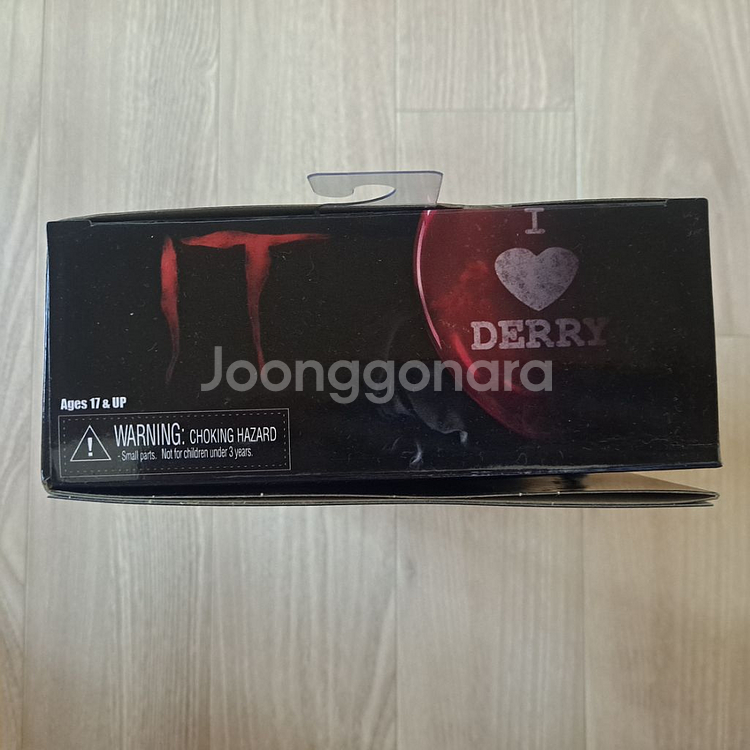 IT
I
DERRY
Joonggonara
Ages 17 & UP
WARNING: CHOKING HAZARD
- Small parts. Not for children under 3 years.